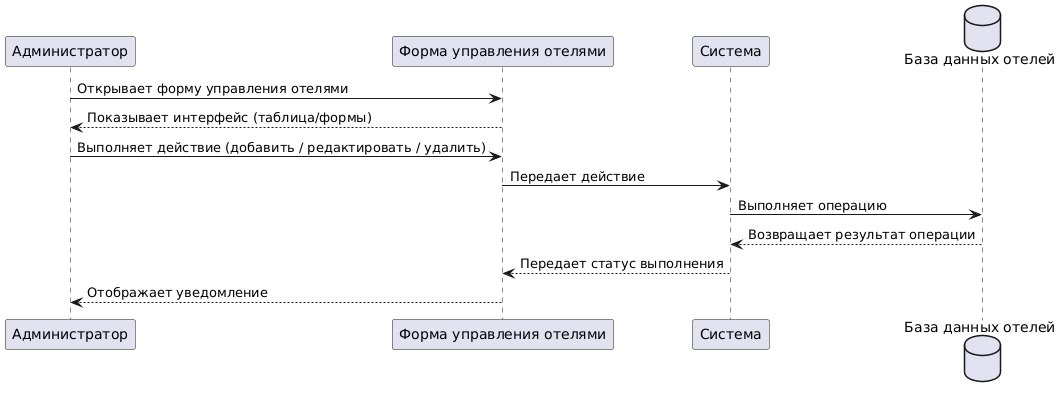 База данных отелей
Администратор
Форма управления отелями
Система
Открывает форму управления отелями
Показывает интерфейс (таблица/формы)
Выполняет действие (добавить / редактировать / удалить)
Передает действие
Выполняет операцию
Возвращает результат операции
Передает статус выполнения
Отображает уведомление
Администратор
Форма управления отелями
Система
База данных отелей